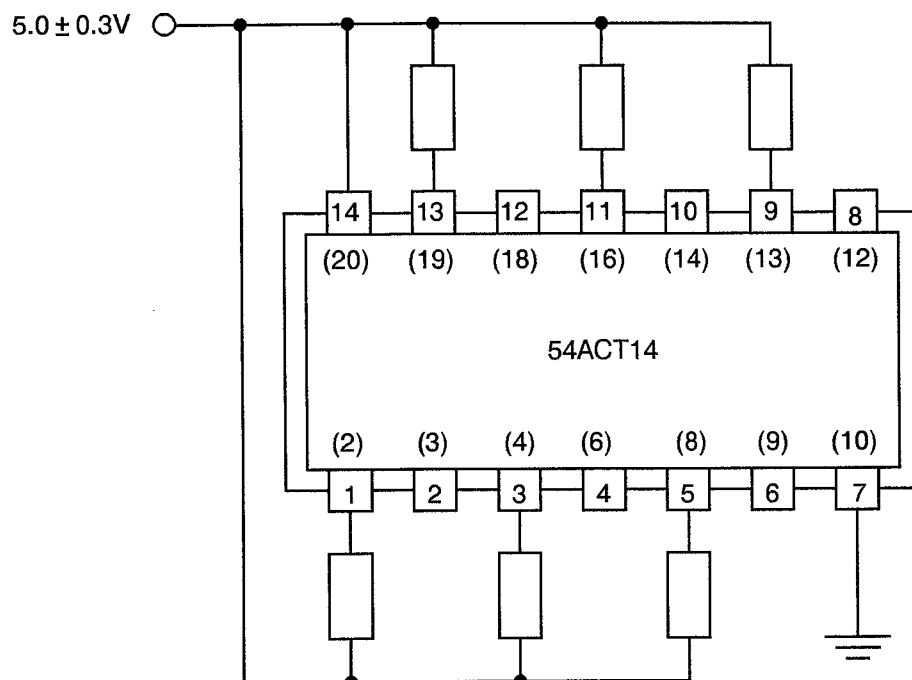 5.0 ± 0.3V
14 13 12 11 10 9 8
(20) (19) (18) (16) (14) (13) (12)
54ACT14
(2) (3) (4) (6) (8) (9) (10)
1 2 3 4 5 6 7